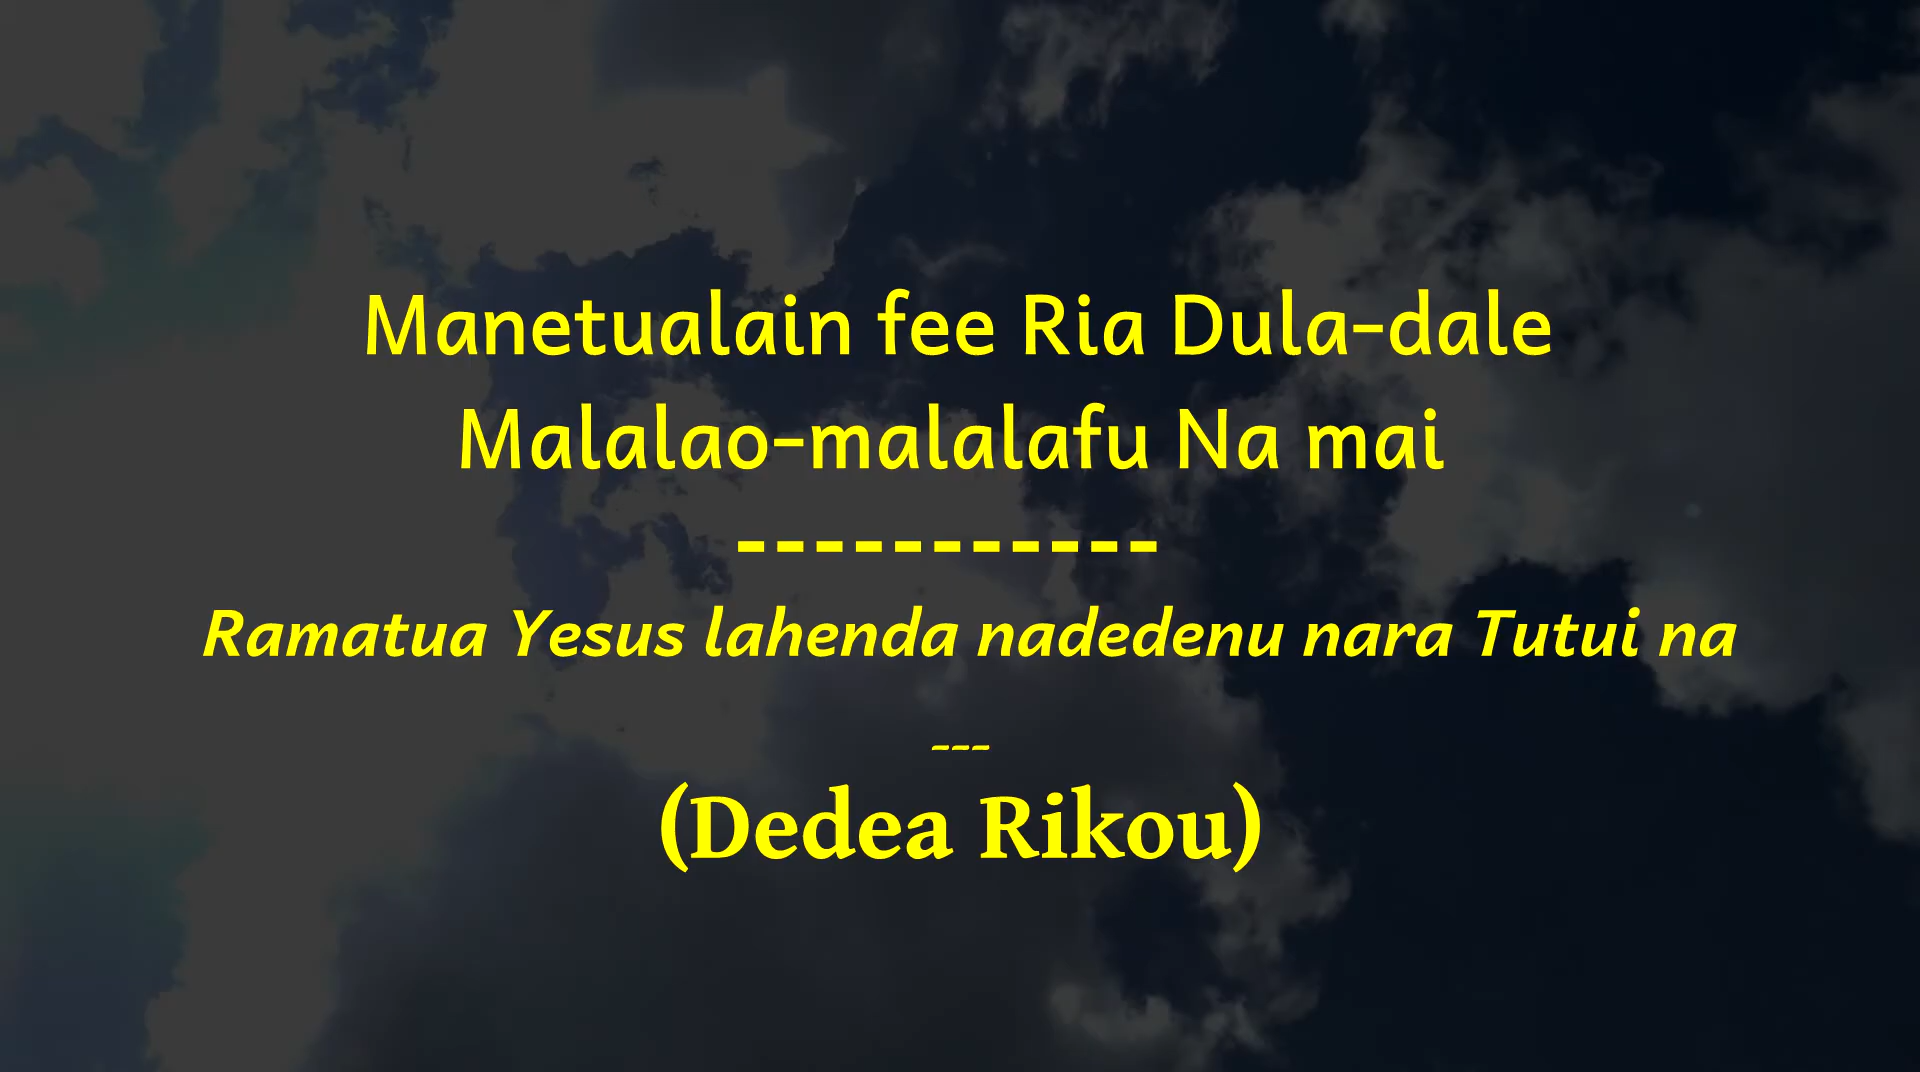 Manetualain fee Ria Dula-dale
Malalao-malalafu Na mai
-----------
Ramatua Yesus lahenda nadedenu nara Tutui na
---
(Dedea Rikou)